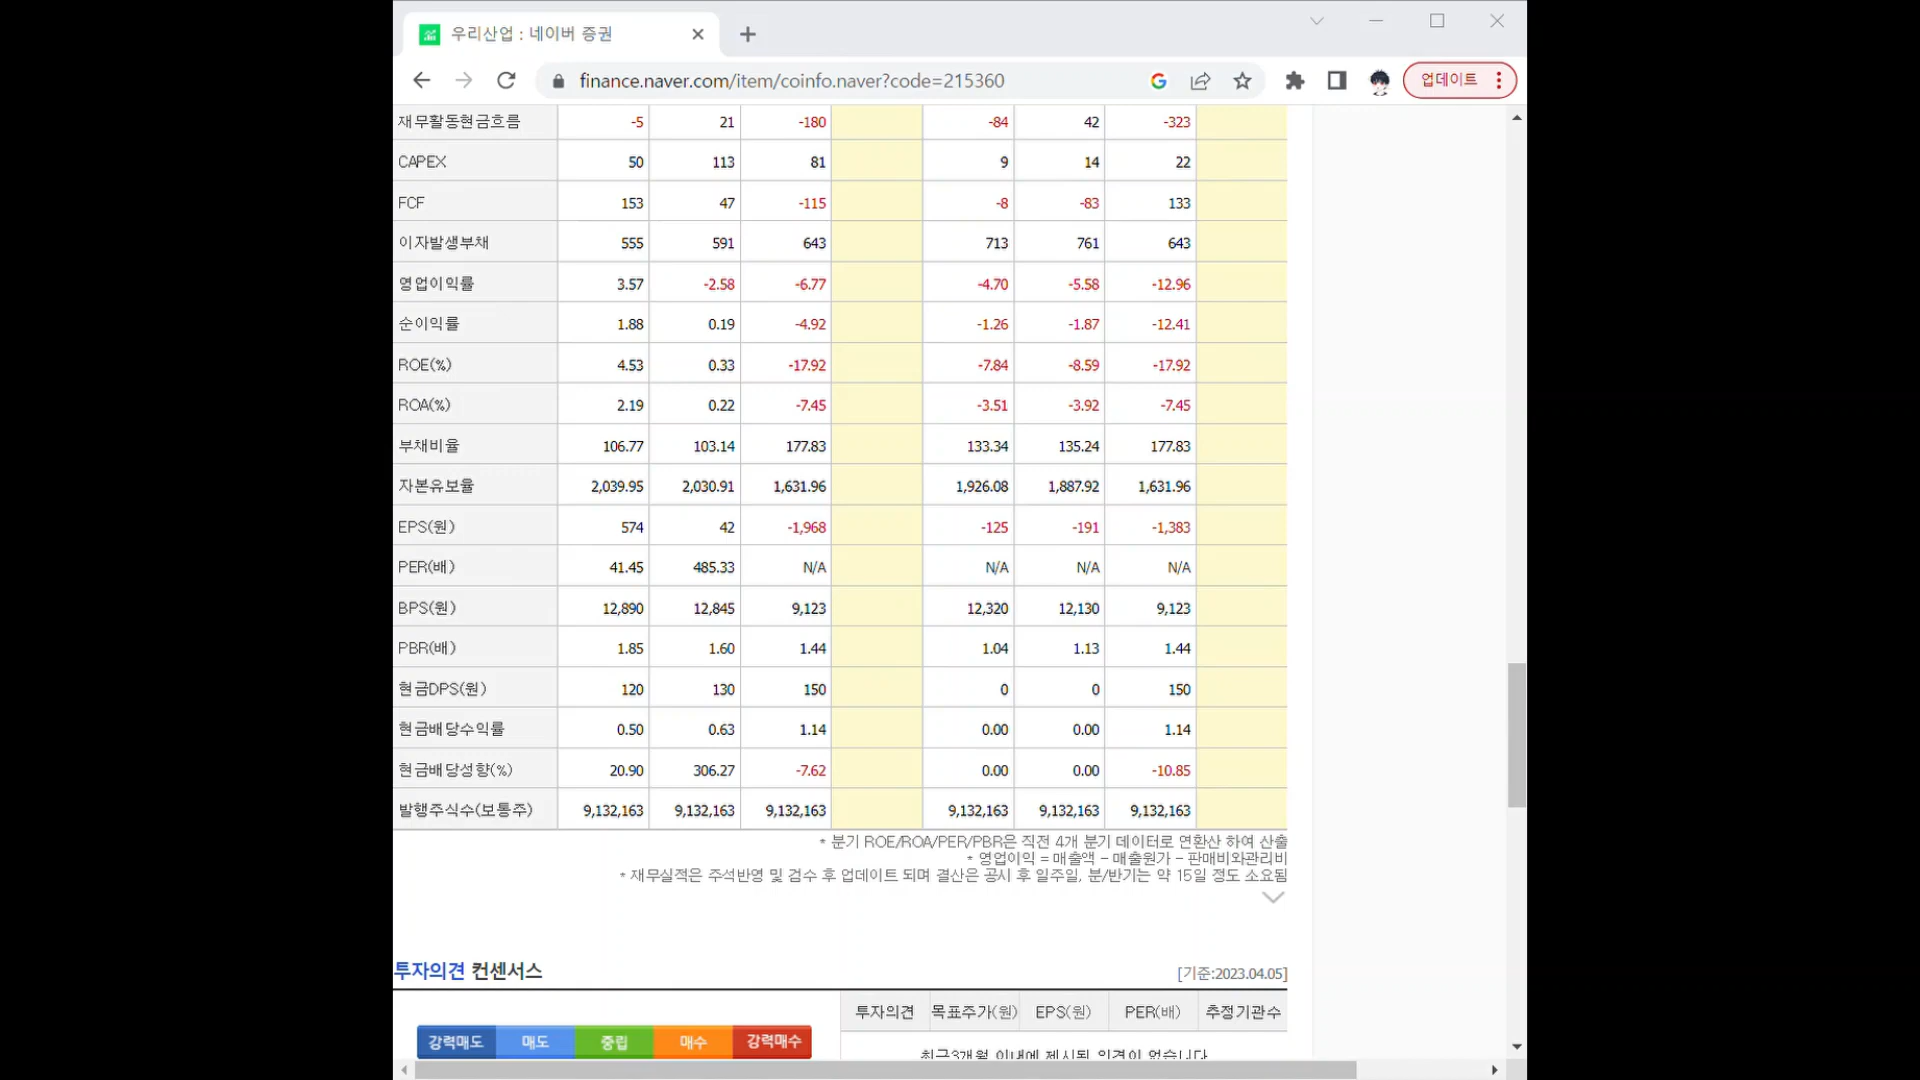 우리산업 : 네이버 증권
finance.naver.com/item/coinfo.naver?code=215360
업데이트
재무활동현금흐름 -5 21 -180 -84 42 -323
CAPEX 50 113 81 9 14 22
FCF 153 47 -115 -8 -83 133
이자발생부채 555 591 643 713 761 643
영업이익률 3.57 -2.58 -6.77 -4.70 -5.58 -12.96
순이익률 1.88 0.19 -4.92 -1.26 -1.87 -12.41
ROE(%) 4.53 0.33 -17.92 -7.84 -8.59 -17.92
ROA(%) 2.19 0.22 -7.45 -3.51 -3.92 -7.45
부채비율 106.77 103.14 177.83 133.34 135.24 177.83
자본유보율 2,039.95 2,030.91 1,631.96 1,926.08 1,887.92 1,631.96
EPS(원) 574 42 -1,968 -125 -191 -1,383
PER(배) 41.45 485.33 N/A N/A N/A N/A
BPS(원) 12,890 12,845 9,123 12,320 12,130 9,123
PBR(배) 1.85 1.60 1.44 1.04 1.13 1.44
현금DPS(원) 120 130 150 0 0 150
현금배당수익률 0.50 0.63 1.14 0.00 0.00 1.14
현금배당성향(%) 20.90 306.27 -7.62 0.00 0.00 -10.85
발행주식수(보통주) 9,132,163 9,132,163 9,132,163 9,132,163 9,132,163 9,132,163
* 분기 ROE/ROA/PER/PBR은 직전 4개 분기 데이터로 연환산 하여 산출
* 영업이익 = 매출액 - 매출원가 - 판매비와관리비
* 재무실적은 주석반영 및 검수 후 업데이트 되며 결산은 공시 후 일주일, 분/반기는 약 15일 정도 소요됨
투자의견 컨센서스 [기준:2023.04.05]
투자의견 목표주가(원) EPS(원) PER(배) 추정기관수
강력매도 매도 중립 매수 강력매수
최근3개월 이내에 제시된 의견이 없습니다